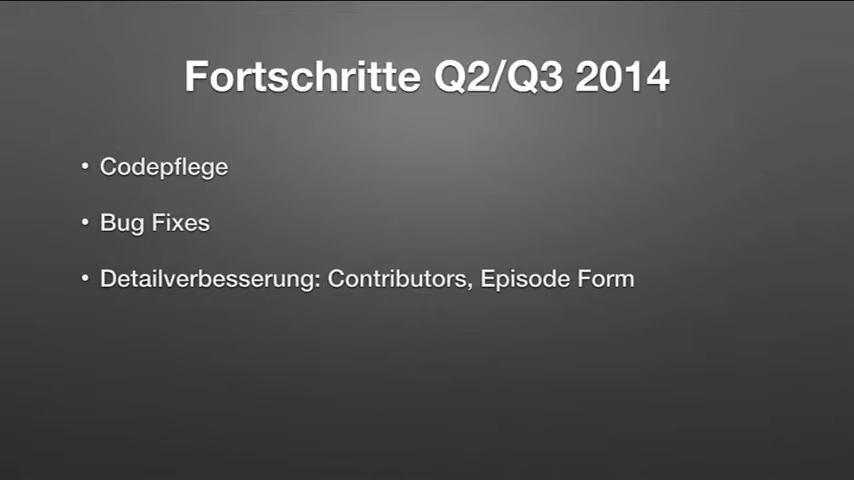 Fortschritte Q2/Q3 2014
• Codepflege
• Bug Fixes
• Detailverbesserung: Contributors, Episode Form